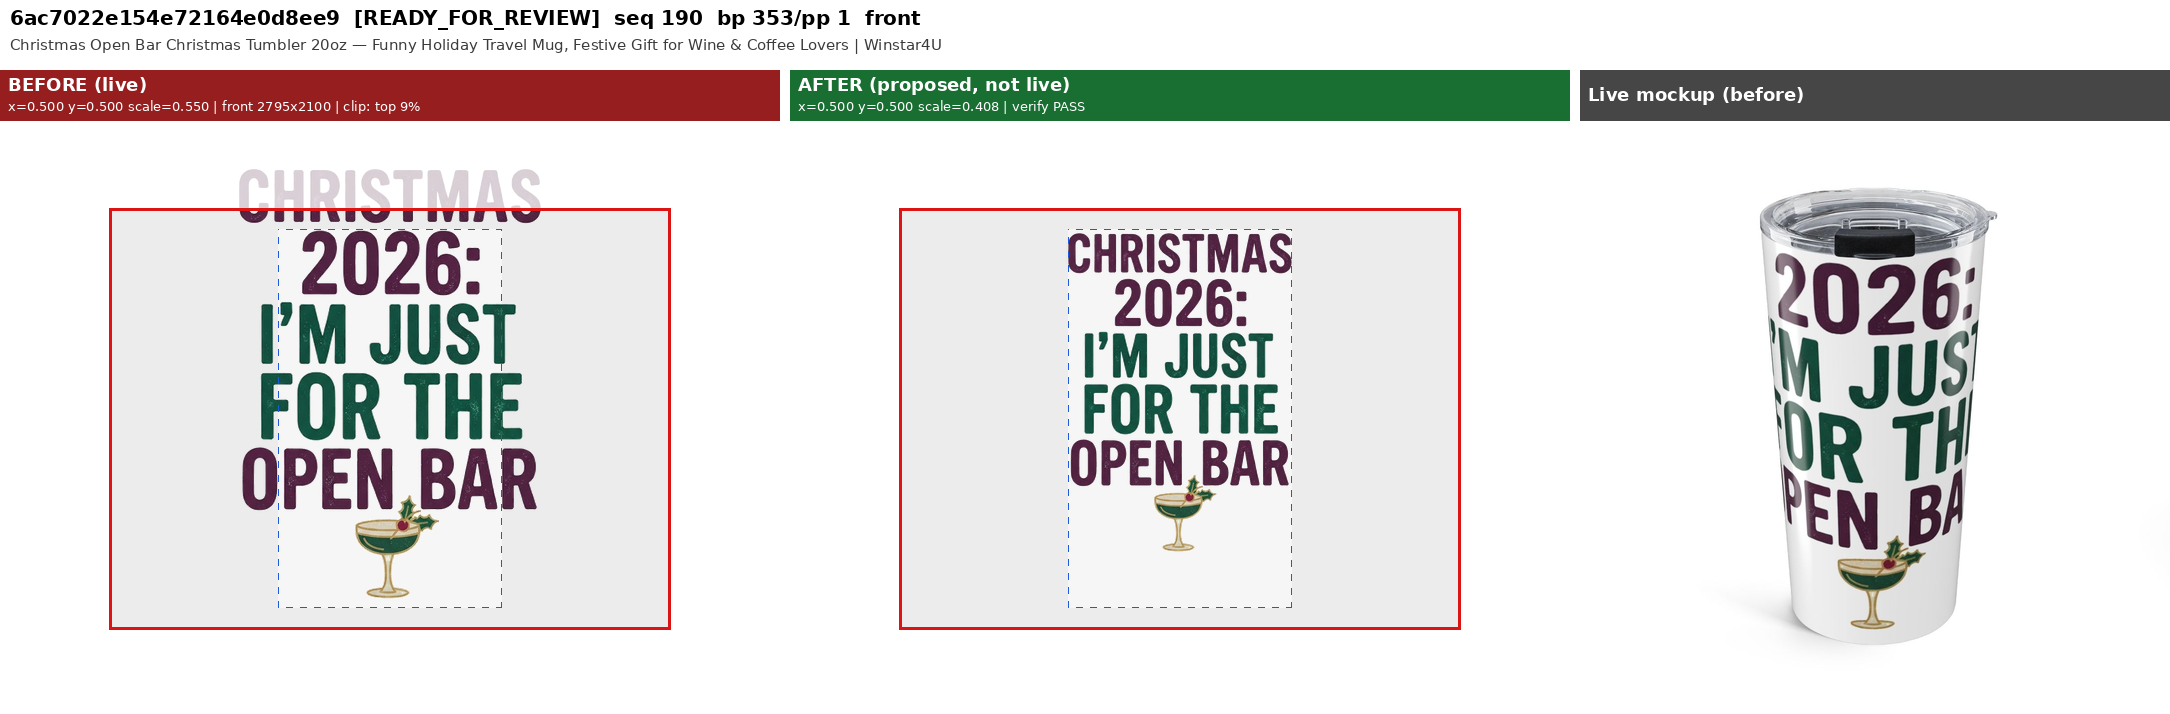 6ac7022e154e72164e0d8ee9 [READY_FOR_REVIEW] seq 190 bp 353/pp 1 front
Christmas Open Bar Christmas Tumbler 20oz — Funny Holiday Travel Mug, Festive Gift for Wine & Coffee Lovers | Winstar4U
BEFORE (live)
x=0.500 y=0.500 scale=0.550 | front 2795x2100 | clip: top 9%
CHRISTMAS
2026:
I'M JUST
FOR THE
OPEN BAR
AFTER (proposed, not live)
x=0.500 y=0.500 scale=0.408 | verify PASS
CHRISTMAS
2026:
I'M JUST
FOR THE
OPEN BAR
Live mockup (before)
2026:
'M JUST
FOR TH
PEN BA